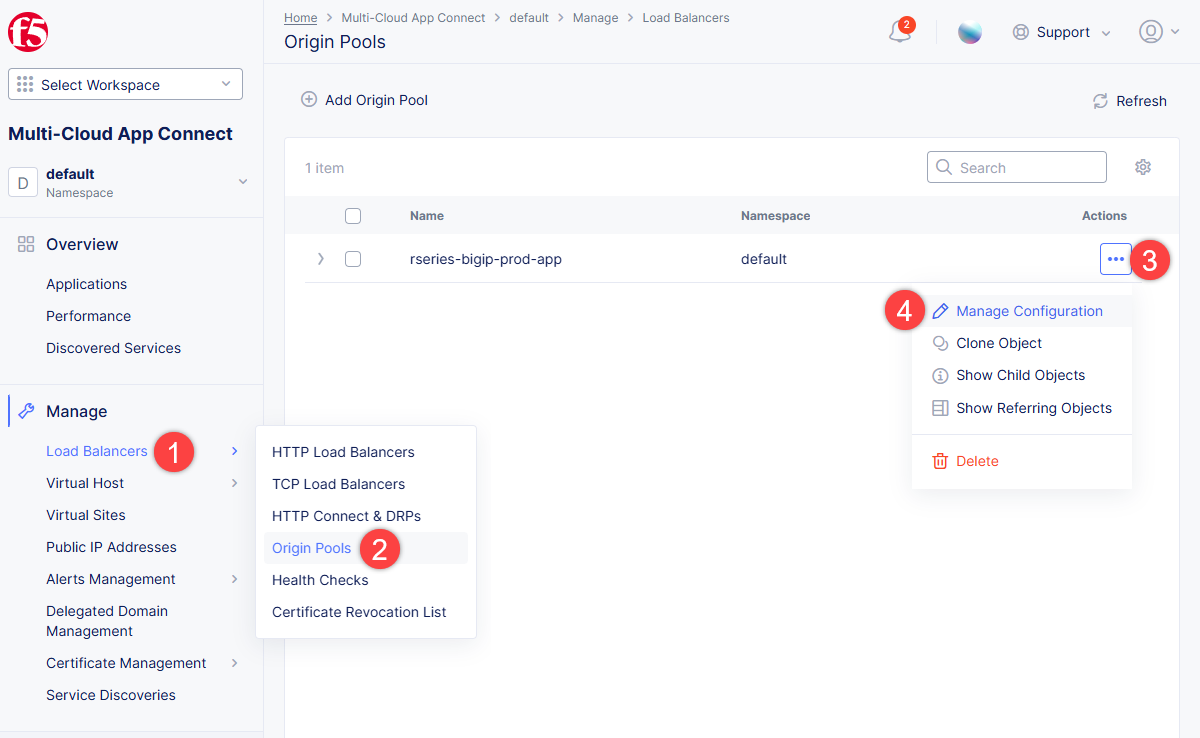 f5
Home > Multi-Cloud App Connect > default > Manage > Load Balancers
Origin Pools
2
Support
Select Workspace
Multi-Cloud App Connect
D
default
Namespace
Overview
Applications
Performance
Discovered Services
Manage
Load Balancers
1
Virtual Host
Virtual Sites
Public IP Addresses
Alerts Management
Delegated Domain
Management
Certificate Management
Service Discoveries
HTTP Load Balancers
TCP Load Balancers
HTTP Connect & DRPs
Origin Pools
2
Health Checks
Certificate Revocation List
Add Origin Pool
Refresh
1 item
Search
Name Namespace Actions
rseries-bigip-prod-app default
3
4
Manage Configuration
Clone Object
Show Child Objects
Show Referring Objects
Delete